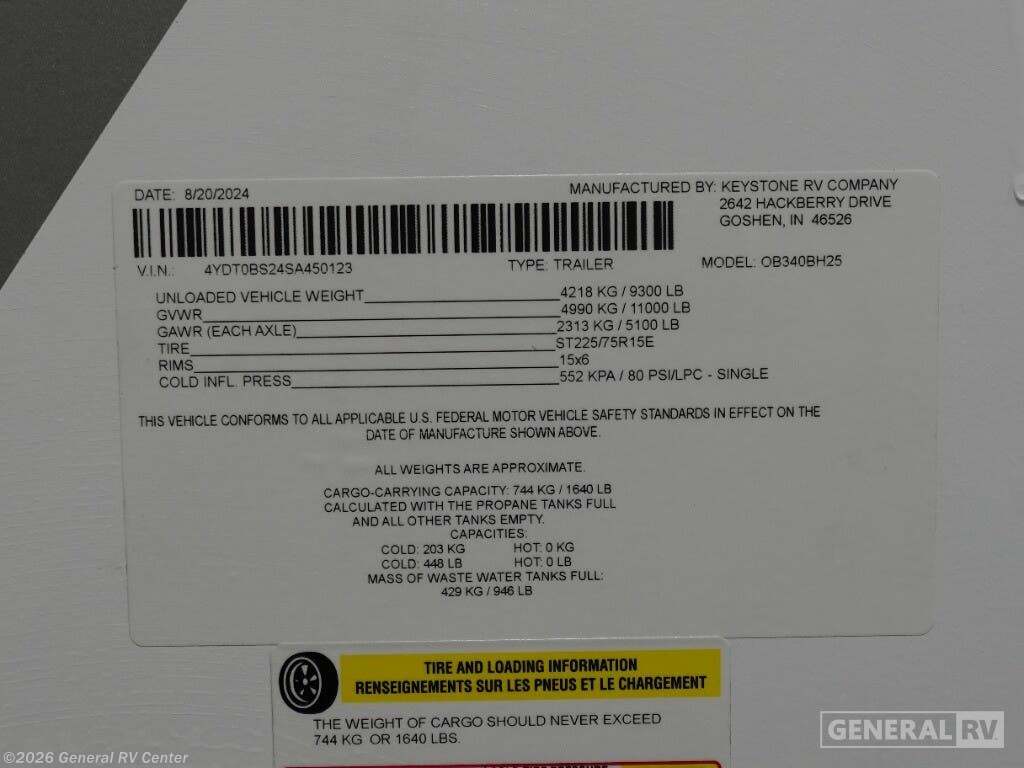 DATE: 8/20/2024
MANUFACTURED BY: KEYSTONE RV COMPANY
2642 HACKBERRY DRIVE
GOSHEN, IN 46526
V.I.N.: 4YDT0BS24SA450123 TYPE: TRAILER MODEL: OB340BH25
UNLOADED VEHICLE WEIGHT 4218 KG / 9300 LB
GVWR 4990 KG / 11000 LB
GAWR (EACH AXLE) 2313 KG / 5100 LB
TIRE ST225/75R15E
RIMS 15x6
COLD INFL. PRESS 552 KPA / 80 PSI/LPC - SINGLE
THIS VEHICLE CONFORMS TO ALL APPLICABLE U.S. FEDERAL MOTOR VEHICLE SAFETY STANDARDS IN EFFECT ON THE
DATE OF MANUFACTURE SHOWN ABOVE.
ALL WEIGHTS ARE APPROXIMATE.
CARGO-CARRYING CAPACITY: 744 KG / 1640 LB
CALCULATED WITH THE PROPANE TANKS FULL
AND ALL OTHER TANKS EMPTY.
CAPACITIES:
COLD: 203 KG HOT: 0 KG
COLD: 448 LB HOT: 0 LB
MASS OF WASTE WATER TANKS FULL:
429 KG / 946 LB
TIRE AND LOADING INFORMATION
RENSEIGNEMENTS SUR LES PNEUS ET LE CHARGEMENT
THE WEIGHT OF CARGO SHOULD NEVER EXCEED
744 KG OR 1640 LBS.
GENERAL RV
©2026 General RV Center